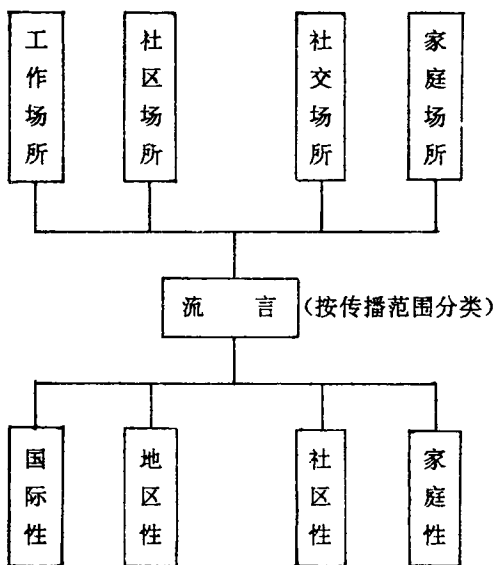 工作场所
社区场所
社交场所
家庭场所
流 言 (按传播范围分类)
国际性
地区性
社区性
家庭性